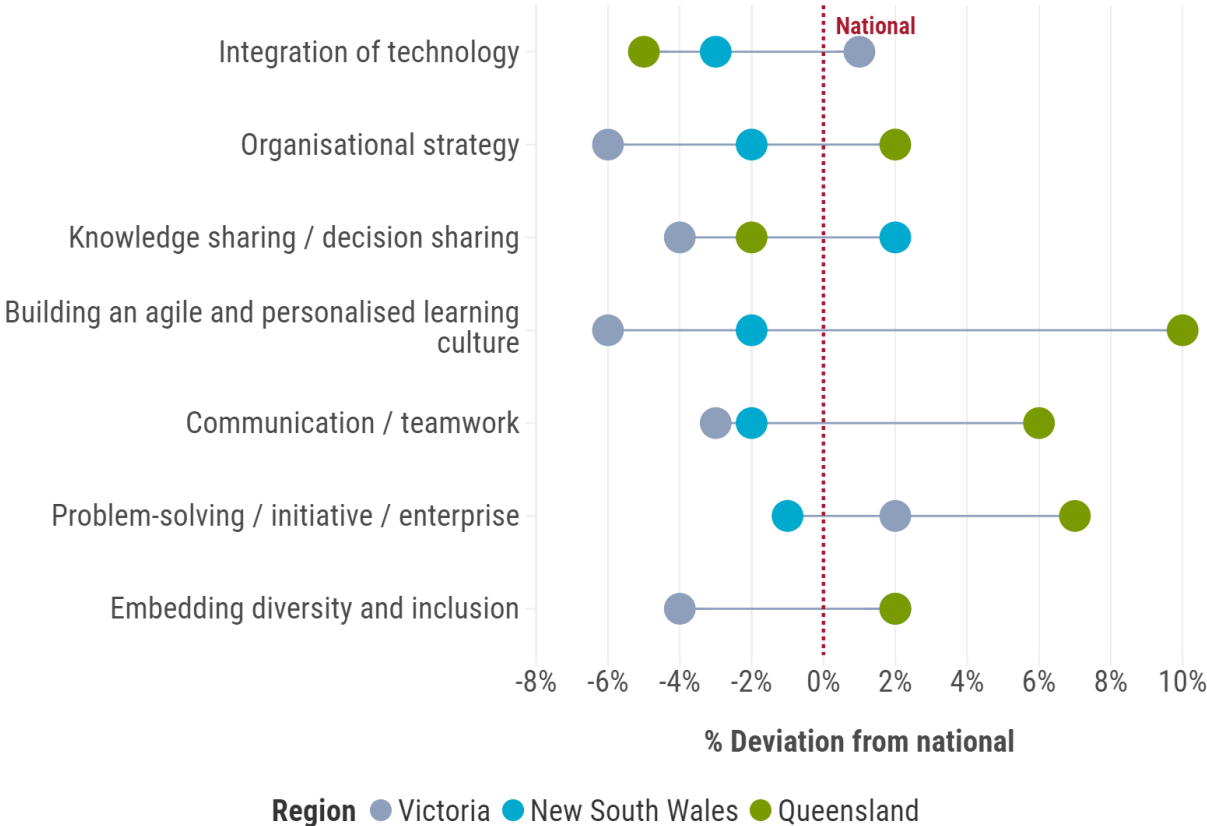 National
Integration of technology
Organisational strategy
Knowledge sharing / decision sharing
Building an agile and personalised learning
culture
Communication / teamwork
Problem-solving / initiative / enterprise
Embedding diversity and inclusion
-8% -6% -4% -2% 0% 2% 4% 6% 8% 10%
% Deviation from national
Region Victoria New South Wales Queensland